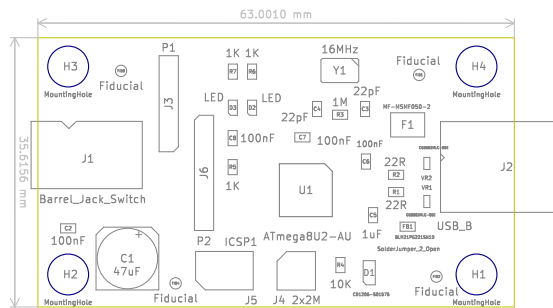 63.0010 mm
35.6156 mm
P1
1K 1K
16MHz
H3
H4
Fiducial
Fiducial
R7 R6
Y1
22pF
MountingHole
MountingHole
J3
LED
LED
1M
MF-MSMF050-2
D3 D2
C4
R3
C3
22pF
F1
J1
C8
100nF
C7
100nF
100nF
J6
J2
R5
C6
22R
R2
VR2
1K
U1
R1
VR1
22R
Barrel_Jack_Switch
C5
FB1
USB_B
C2
1uF
BLM21PG221SN1D
100nF
P2
ICSP1
ATmega8U2-AU
SolderJumper_2_Open
C1
47uF
H2
R4
D1
H1
10K
Fiducial
Fiducial
MountingHole
J5
J4 2x2M
MountingHole